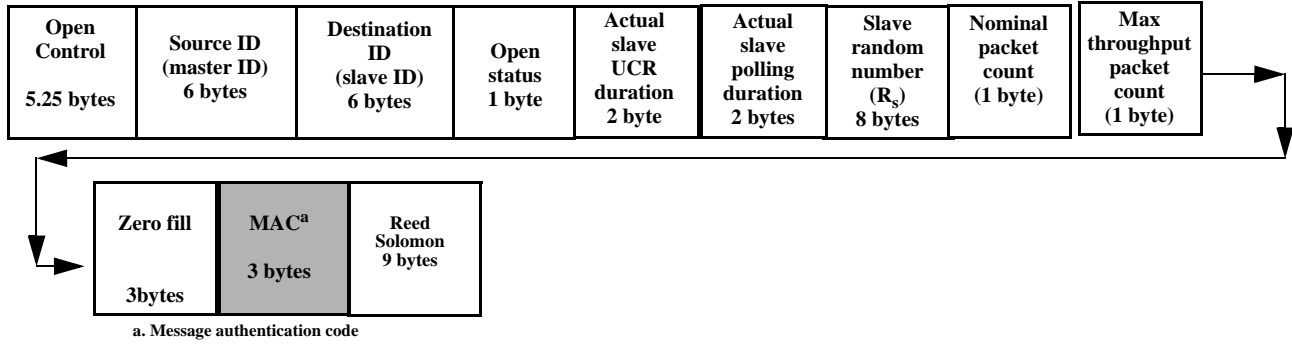 Open
Control
5.25 bytes
Source ID
(master ID)
6 bytes
Destination
ID
(slave ID)
6 bytes
Open
status
1 byte
Actual
slave
UCR
duration
2 byte
Actual
slave
polling
duration
2 bytes
Slave
random
number
(Rs)
8 bytes
Nominal
packet
count
(1 byte)
Max
throughput
packet
count
(1 byte)
Zero fill
3bytes
MACa
3 bytes
Reed
Solomon
9 bytes
a. Message authentication code